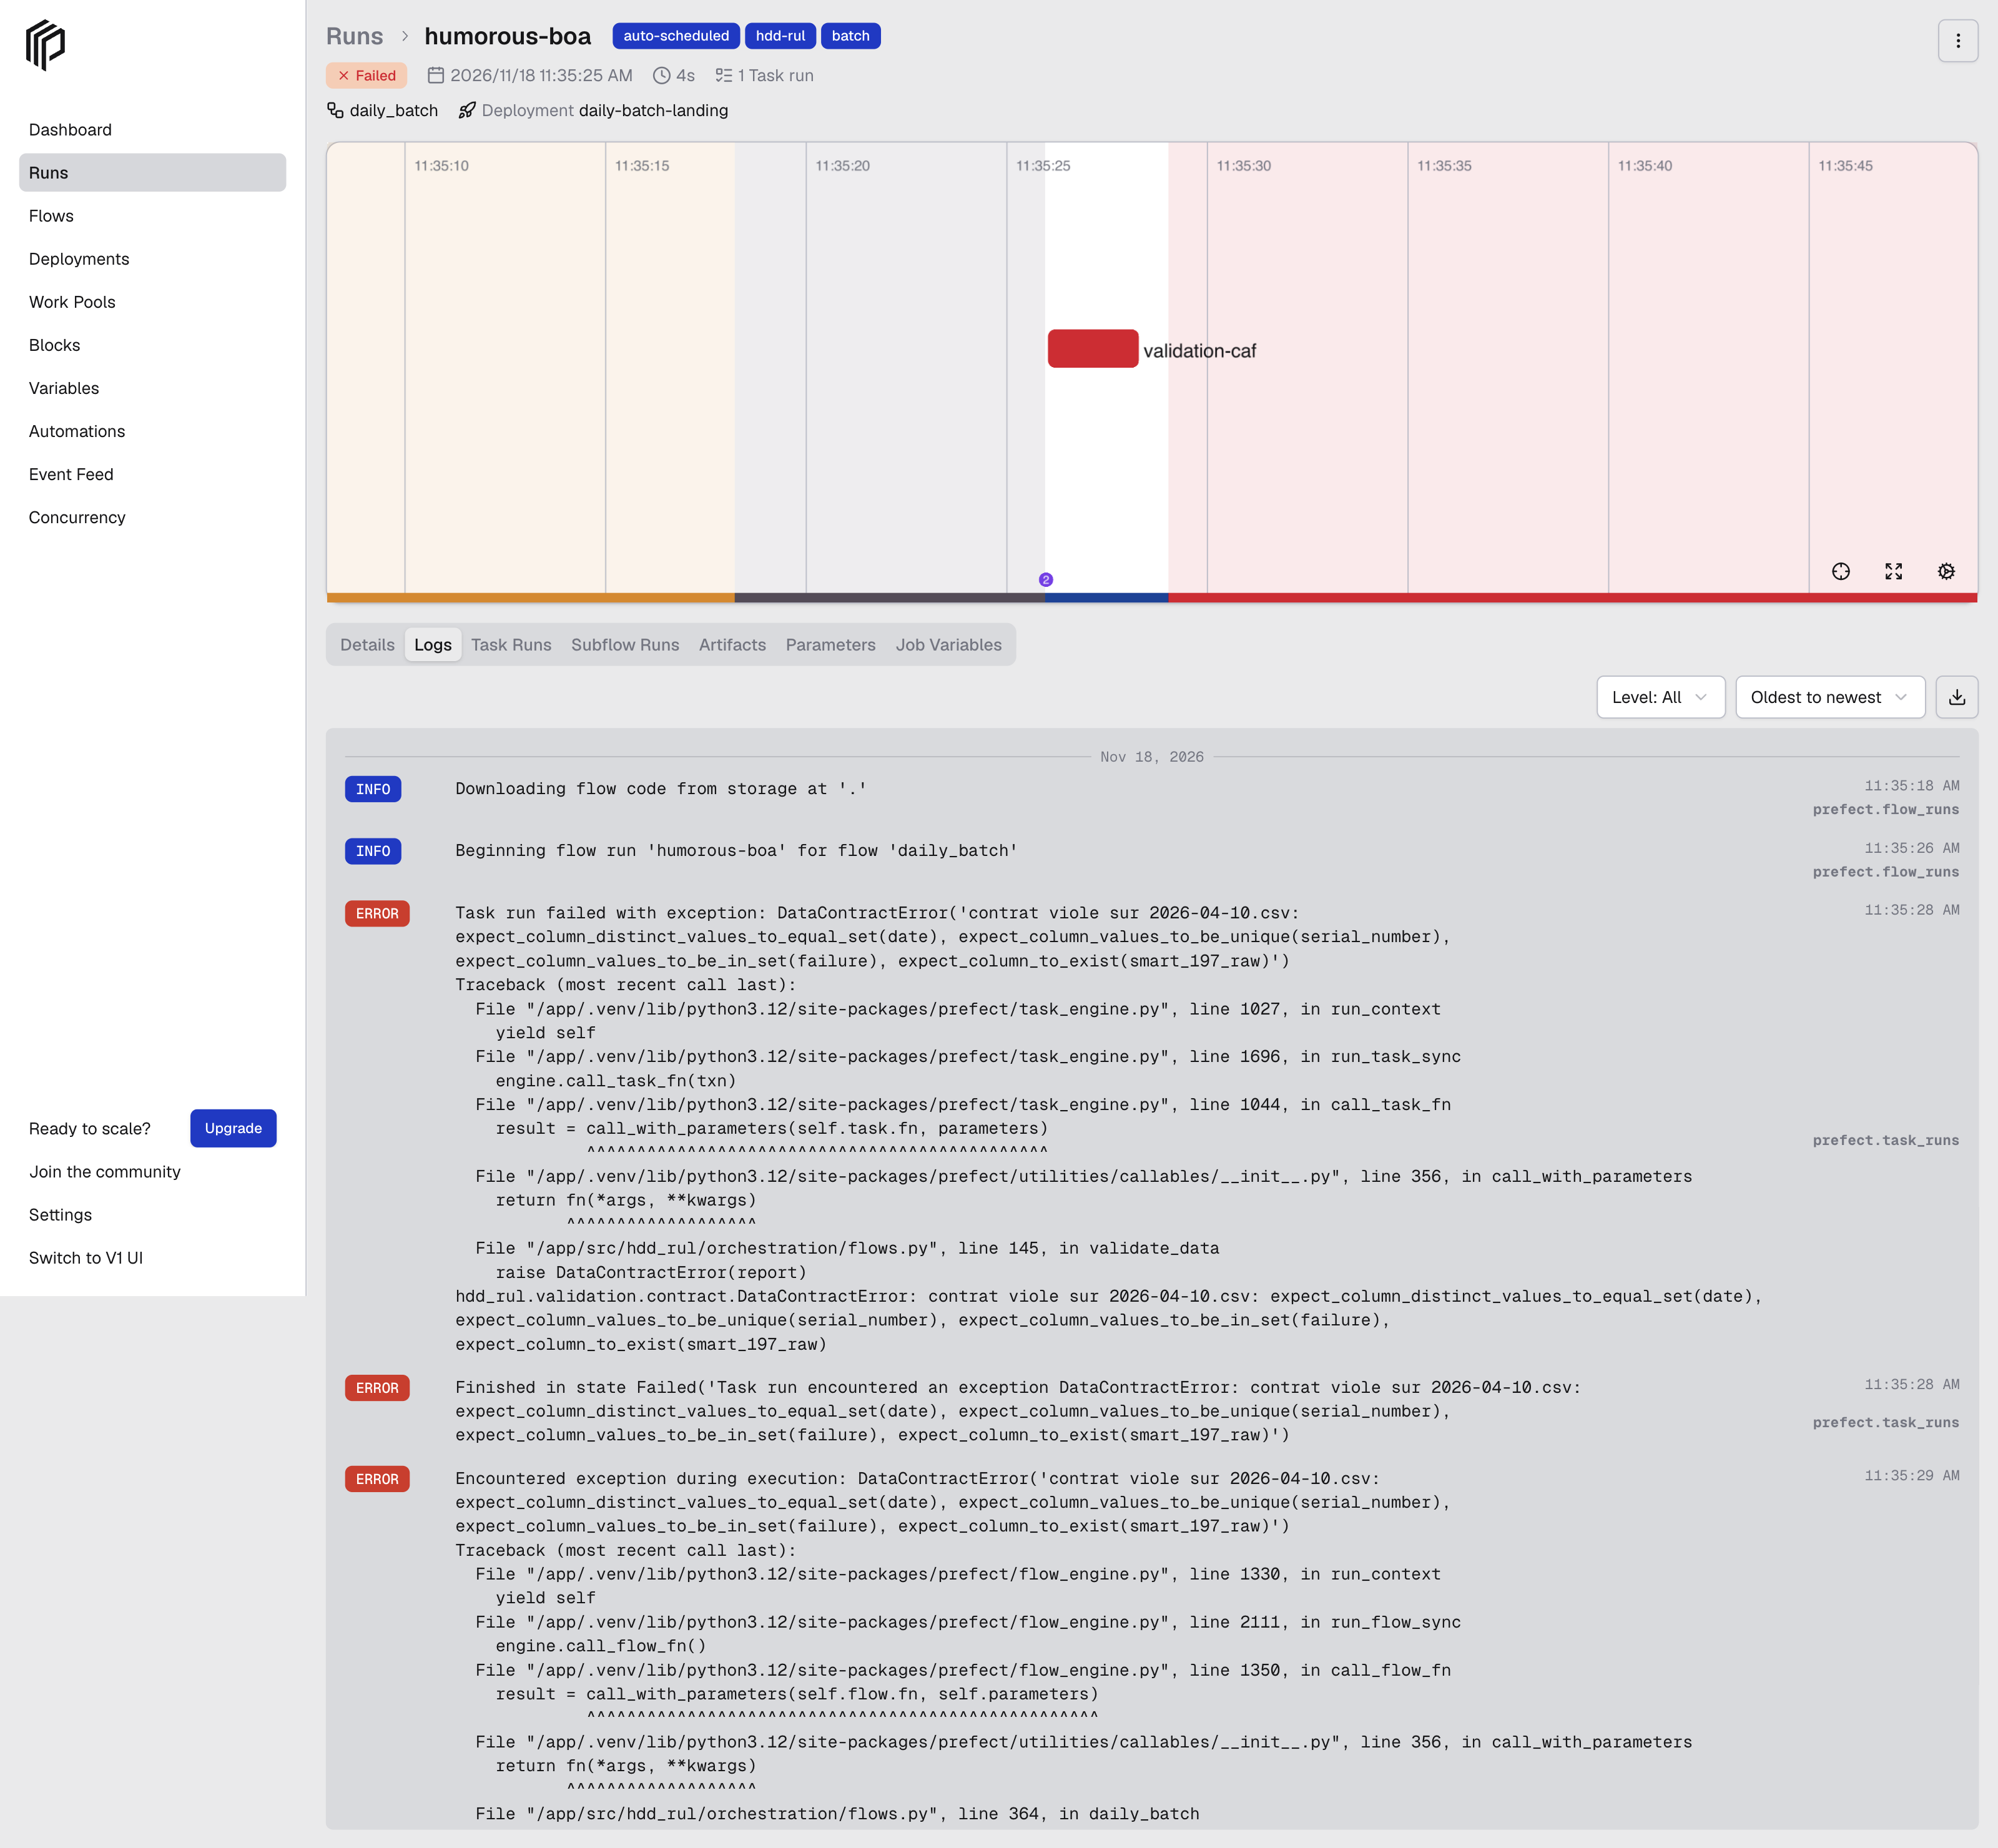 Runs > humorous-boa auto-scheduled hdd-rul batch
Failed 2026/11/18 11:35:25 AM 4s 1 Task run
daily_batch Deployment daily-batch-landing
Dashboard
Runs
Flows
Deployments
Work Pools
Blocks
Variables
Automations
Event Feed
Concurrency
Ready to scale? Upgrade
Join the community
Settings
Switch to V1 UI
11:35:10 11:35:15 11:35:20 11:35:25 11:35:30 11:35:35 11:35:40 11:35:45
validation-caf
2
Details Logs Task Runs Subflow Runs Artifacts Parameters Job Variables
Level: All Oldest to newest
Nov 18, 2026
INFO Downloading flow code from storage at '.' 11:35:18 AM
prefect.flow_runs
INFO Beginning flow run 'humorous-boa' for flow 'daily_batch' 11:35:26 AM
prefect.flow_runs
ERROR Task run failed with exception: DataContractError('contrat viole sur 2026-04-10.csv: 11:35:28 AM
expect_column_distinct_values_to_equal_set(date), expect_column_values_to_be_unique(serial_number),
expect_column_values_to_be_in_set(failure), expect_column_to_exist(smart_197_raw)')
Traceback (most recent call last):
File "/app/.venv/lib/python3.12/site-packages/prefect/task_engine.py", line 1027, in run_context
yield self
File "/app/.venv/lib/python3.12/site-packages/prefect/task_engine.py", line 1696, in run_task_sync
engine.call_task_fn(txn)
File "/app/.venv/lib/python3.12/site-packages/prefect/task_engine.py", line 1044, in call_task_fn
result = call_with_parameters(self.task.fn, parameters)
prefect.task_runs
^^^^^^^^^^^^^^^^^^^^^^^^^^^^^^^^^^^^^^^^^^^^^^
File "/app/.venv/lib/python3.12/site-packages/prefect/utilities/callables/__init__.py", line 356, in call_with_parameters
return fn(*args, **kwargs)
^^^^^^^^^^^^^^^^^^^
File "/app/src/hdd_rul/orchestration/flows.py", line 145, in validate_data
raise DataContractError(report)
hdd_rul.validation.contract.DataContractError: contrat viole sur 2026-04-10.csv: expect_column_distinct_values_to_equal_set(date),
expect_column_values_to_be_unique(serial_number), expect_column_values_to_be_in_set(failure),
expect_column_to_exist(smart_197_raw)
ERROR Finished in state Failed('Task run encountered an exception DataContractError: contrat viole sur 2026-04-10.csv: 11:35:28 AM
expect_column_distinct_values_to_equal_set(date), expect_column_values_to_be_unique(serial_number),
prefect.task_runs
expect_column_values_to_be_in_set(failure), expect_column_to_exist(smart_197_raw)')
ERROR Encountered exception during execution: DataContractError('contrat viole sur 2026-04-10.csv: 11:35:29 AM
expect_column_distinct_values_to_equal_set(date), expect_column_values_to_be_unique(serial_number),
expect_column_values_to_be_in_set(failure), expect_column_to_exist(smart_197_raw)')
Traceback (most recent call last):
File "/app/.venv/lib/python3.12/site-packages/prefect/flow_engine.py", line 1330, in run_context
yield self
File "/app/.venv/lib/python3.12/site-packages/prefect/flow_engine.py", line 2111, in run_flow_sync
engine.call_flow_fn()
File "/app/.venv/lib/python3.12/site-packages/prefect/flow_engine.py", line 1350, in call_flow_fn
result = call_with_parameters(self.flow.fn, self.parameters)
^^^^^^^^^^^^^^^^^^^^^^^^^^^^^^^^^^^^^^^^^^^^^^^^^^^
File "/app/.venv/lib/python3.12/site-packages/prefect/utilities/callables/__init__.py", line 356, in call_with_parameters
return fn(*args, **kwargs)
^^^^^^^^^^^^^^^^^^^
File "/app/src/hdd_rul/orchestration/flows.py", line 364, in daily_batch